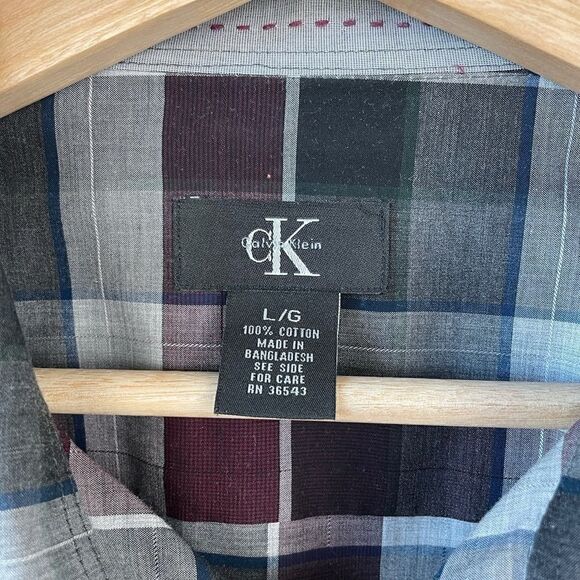 CK
Calvin Klein
L/G
100% COTTON
MADE IN
BANGLADESH
SEE SIDE
FOR CARE
RN 36543